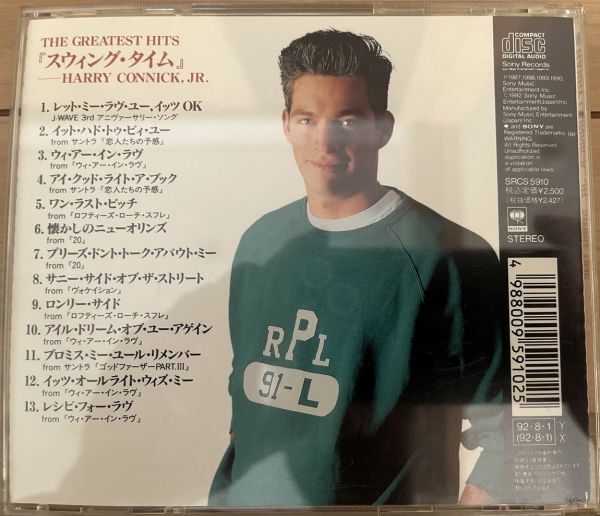 THE GREATEST HITS
『スウィング・タイム』
——HARRY CONNICK, JR.
1. レット・ミー・ラヴ・ユー, イッツ OK
J-WAVE 3rd アニヴァーサリー・ソング
2. イット・ハド・トゥ・ビィ・ユー
from サントラ「恋人たちの予感」
3. ウィ・アー・イン・ラヴ
from「ウィ・アー・イン・ラヴ」
4. アイ・クッド・ライト・ア・ブック
from サントラ「恋人たちの予感」
5. ワン・ラスト・ピッチ
from「ロフティーズ・ローチ・スフレ」
6. 懐かしのニューオリンズ
from「20」
7. プリーズ・ドント・トーク・アバウト・ミー
from「20」
8. サニー・サイド・オブ・ザ・ストリート
from「ヴォケイション」
9. ロンリー・サイド
from「ロフティーズ・ローチ・スフレ」
10. アイル・ドリーム・オブ・ユー・アゲイン
from「ウィ・アー・イン・ラヴ」
11. プロミス・ミー・ユール・リメンバー
from サントラ「ゴッドファーザーPART.III」
12. イッツ・オールライト・ウィズ・ミー
from「ウィ・アー・イン・ラヴ」
13. レシピ・フォー・ラヴ
from「ウィ・アー・イン・ラヴ」
RPL
91-L
COMPACT
disc
DIGITAL AUDIO
Sony Records
℗1987,1988,1989,1990,
Sony Music
Entertainment Inc.
©1992 Sony Music
Entertainment(Japan)Inc.
Manufactured by
Sony Music Entertainment
(Japan) Inc.
and SONY are
Registered Trademarks
WARNING:
All Rights Reserved.
Unauthorized
duplication is
a violation
of applicable laws.
SRCS 5910
税込定価¥2,500
(税抜価格¥2,427)
SONY
STEREO
4 988009 591025
92・8・1 Y
(92・8・1) X